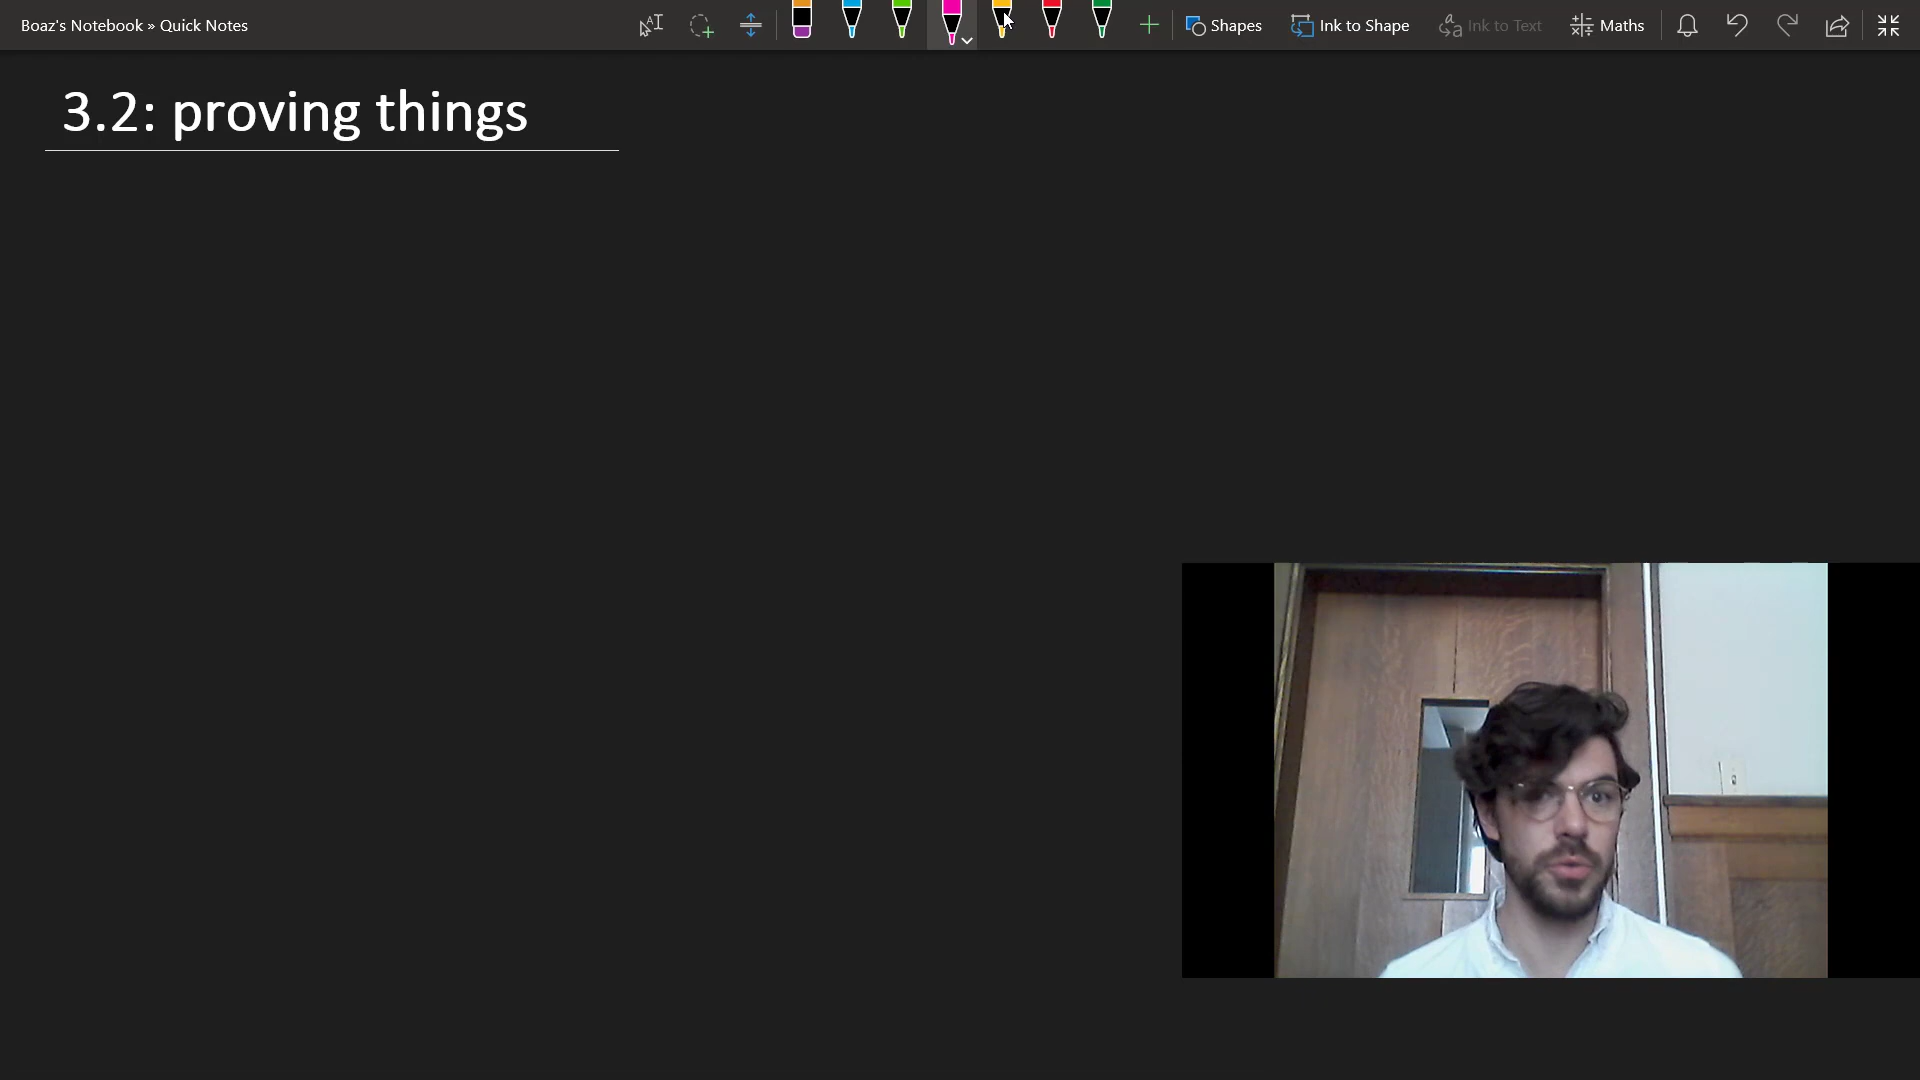 Boaz's Notebook » Quick Notes
Shapes
Ink to Shape
Ink to Text
Maths
3.2: proving things